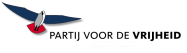 PARTIJ VOOR DE VRIJHEID